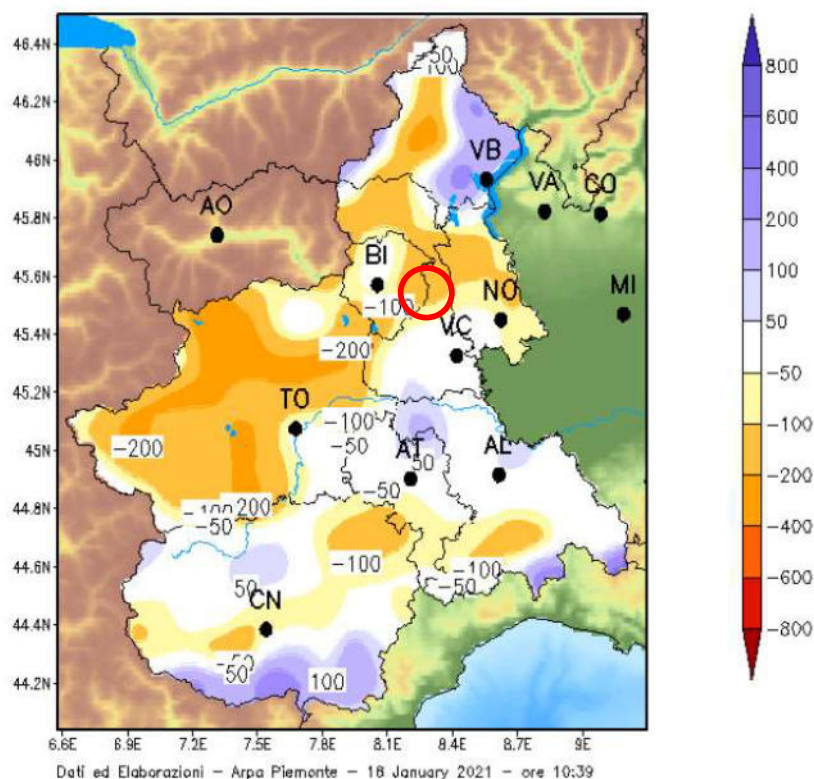 46.4N
46.2N
46N
45.8N
45.6N
45.4N
45.2N
45N
44.8N
44.6N
44.4N
44.2N
6.6E 6.9E 7.2E 7.5E 7.8E 8.1E 8.4E 8.7E 9E
-50
-100
VB
VA CO
AO
BI
MI
-100
NO
VC
-200
TO
-100
-50
-200
AT
50
AL
-50
-100
-200
-50
-100
-100
-50
50
CN
-50
50
100
800
600
400
200
100
50
-50
-100
-200
-400
-600
-800
Dati ed Elaborazioni - Arpa Piemonte - 18 January 2021 - ore 10:39